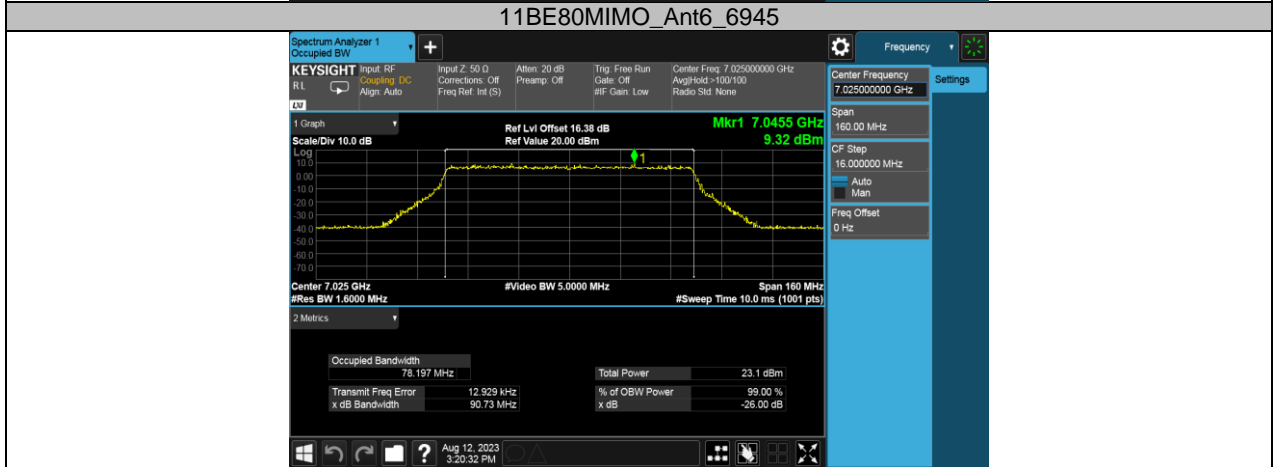 11BE80MIMO_Ant6_6945
Spectrum Analyzer 1
Occupied BW
+
Frequency
KEYSIGHT
RL
LXI
Input: RF
Coupling: DC
Align: Auto
Input Z: 50 Ω
Corrections: Off
Freq Ref: Int (S)
Atten: 20 dB
Preamp: Off
Trig: Free Run
Gate: Off
#IF Gain: Low
Center Freq: 7.025000000 GHz
Avg|Hold:>100/100
Radio Std: None
Center Frequency
7.025000000 GHz
Settings
Span
160.00 MHz
CF Step
16.000000 MHz
Auto
Man
Freq Offset
0 Hz
1 Graph
Scale/Div 10.0 dB
Ref Lvl Offset 16.38 dB
Ref Value 20.00 dBm
Mkr1 7.0455 GHz
9.32 dBm
Log
10.0
0.00
-10.0
-20.0
-30.0
-40.0
-50.0
-60.0
-70.0
1
Center 7.025 GHz
#Res BW 1.6000 MHz
#Video BW 5.0000 MHz
Span 160 MHz
#Sweep Time 10.0 ms (1001 pts)
2 Metrics
Occupied Bandwidth
78.197 MHz
Total Power 23.1 dBm
Transmit Freq Error 12.929 kHz
% of OBW Power 99.00 %
x dB Bandwidth 90.73 MHz
x dB -26.00 dB
?
Aug 12, 2023
3:20:32 PM